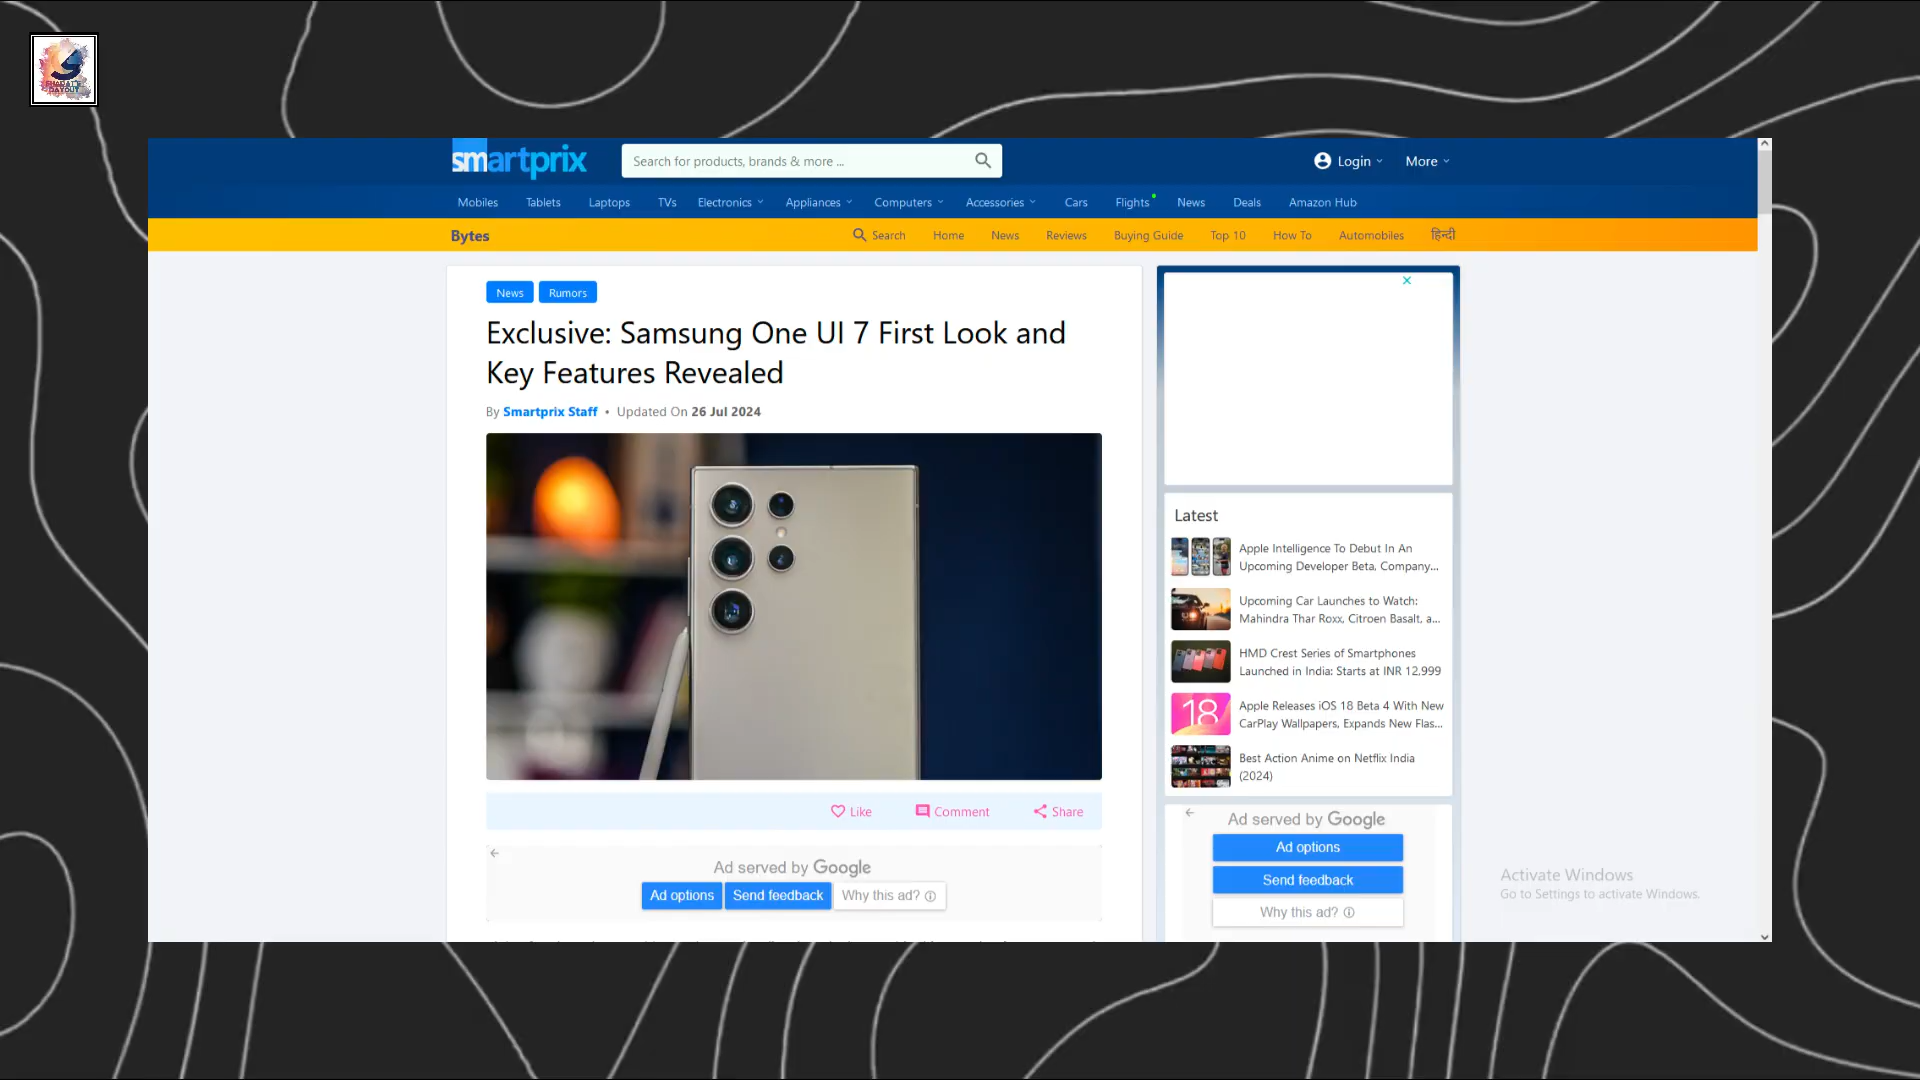 smartprix
Search for products, brands & more ...
Login
More
Mobiles
Tablets
Laptops
TVs
Electronics
Appliances
Computers
Accessories
Cars
Flights
News
Deals
Amazon Hub
Bytes
Search
Home
News
Reviews
Buying Guide
Top 10
How To
Automobiles
हिन्दी
News
Rumors
Exclusive: Samsung One UI 7 First Look and
Key Features Revealed
By Smartprix Staff • Updated On 26 Jul 2024
Like
Comment
Share
Ad served by Google
Ad options
Send feedback
Why this ad?
Latest
Apple Intelligence To Debut In An
Upcoming Developer Beta, Company...
Upcoming Car Launches to Watch:
Mahindra Thar Roxx, Citroen Basalt, a...
HMD Crest Series of Smartphones
Launched in India: Starts at INR 12,999
18
Apple Releases iOS 18 Beta 4 With New
CarPlay Wallpapers, Expands New Flas...
Best Action Anime on Netflix India
(2024)
Ad served by Google
Ad options
Send feedback
Why this ad?
Activate Windows
Go to Settings to activate Windows.